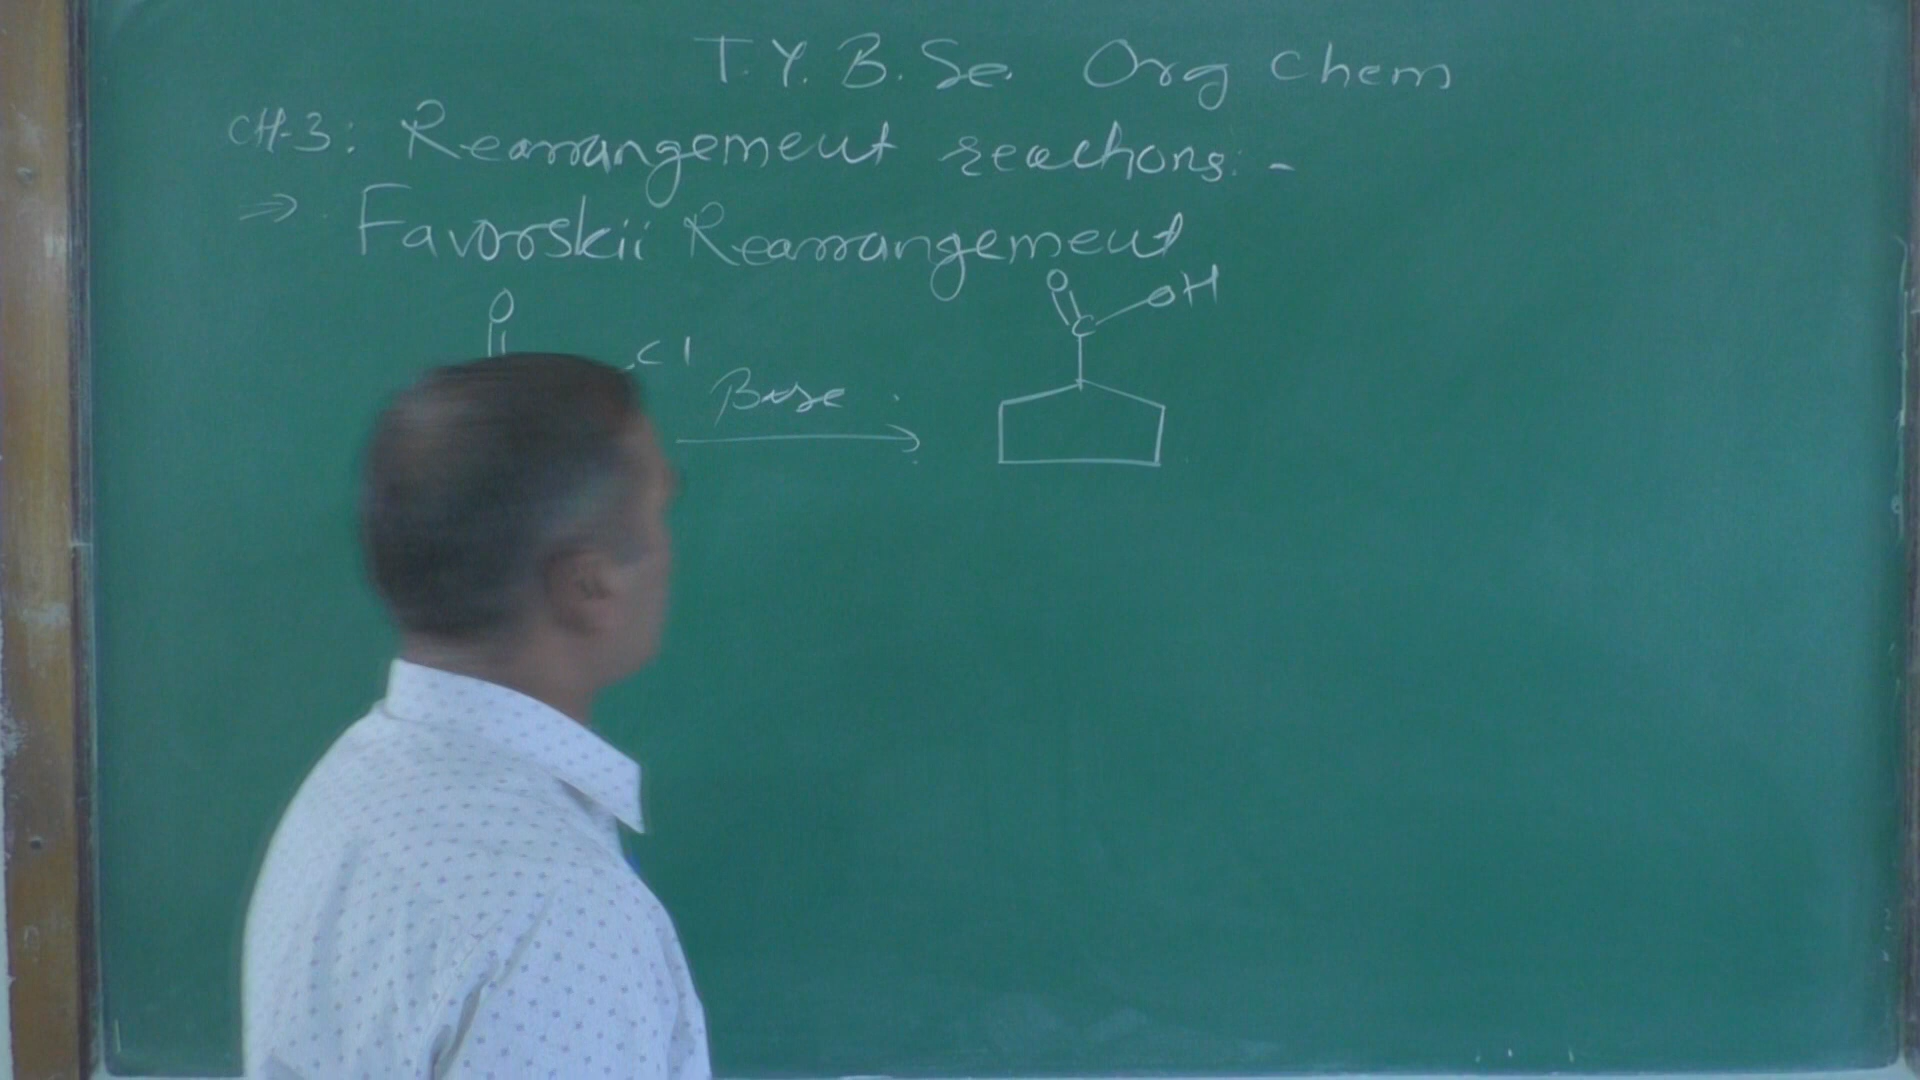 T.Y. B.Sc. Org Chem
CH-3: Rearrangement reactions: -
⇒ Favorskii Rearrangement
O
O
OH
C
Cl
Base